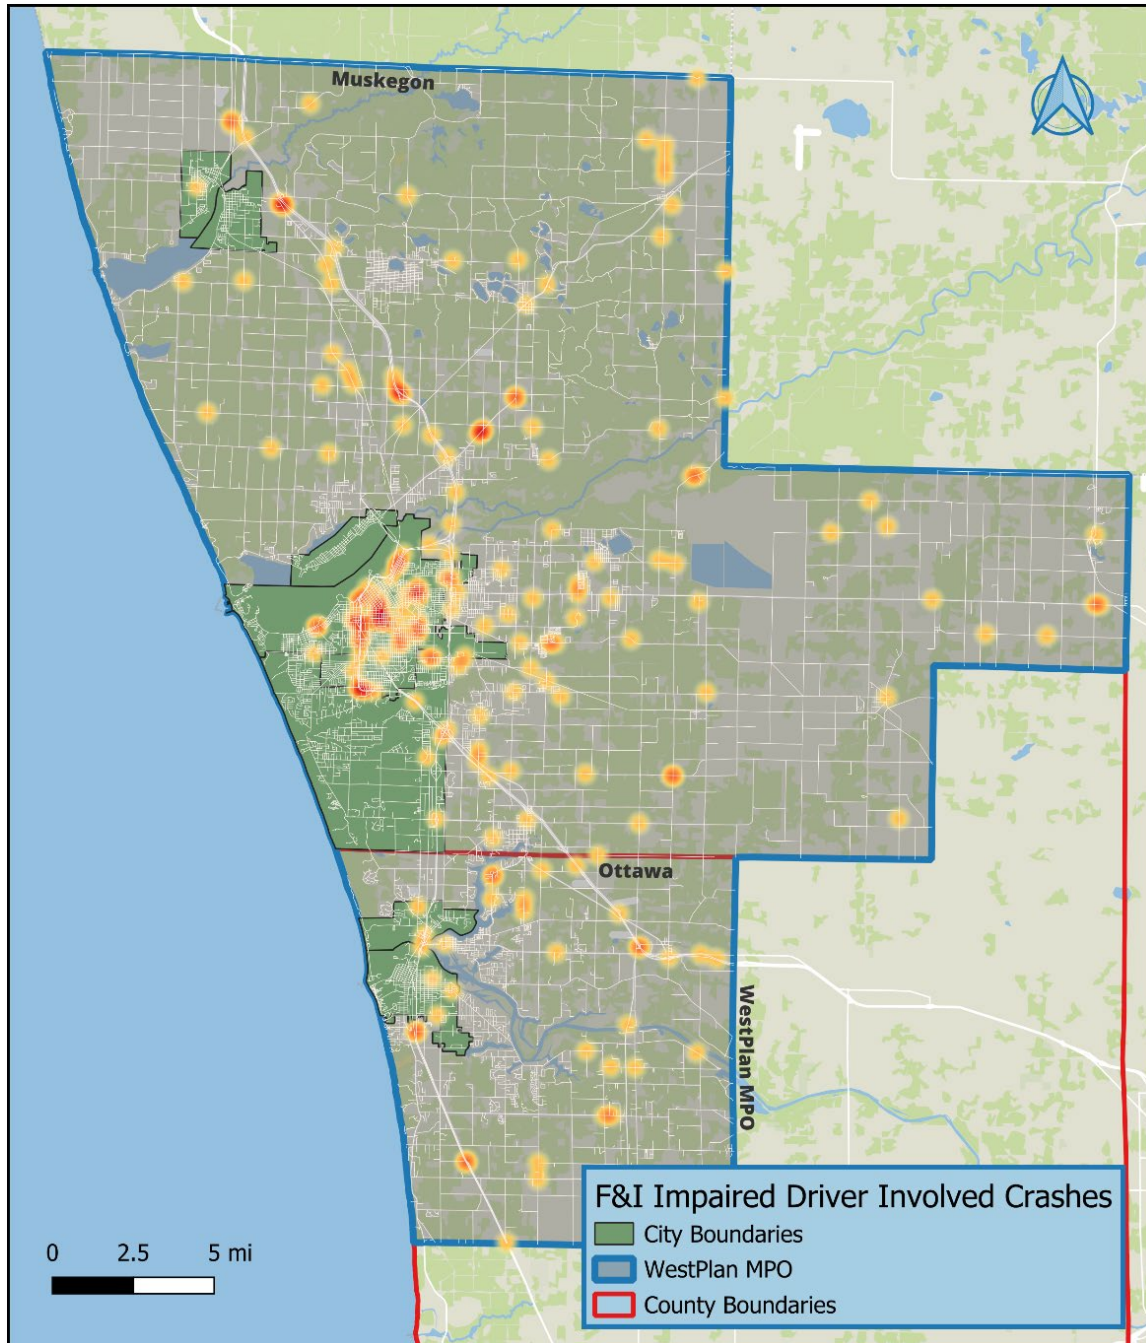 Muskegon
Ottawa
WestPlan MPO
F&I Impaired Driver Involved Crashes
City Boundaries
WestPlan MPO
County Boundaries
0 2.5 5 mi